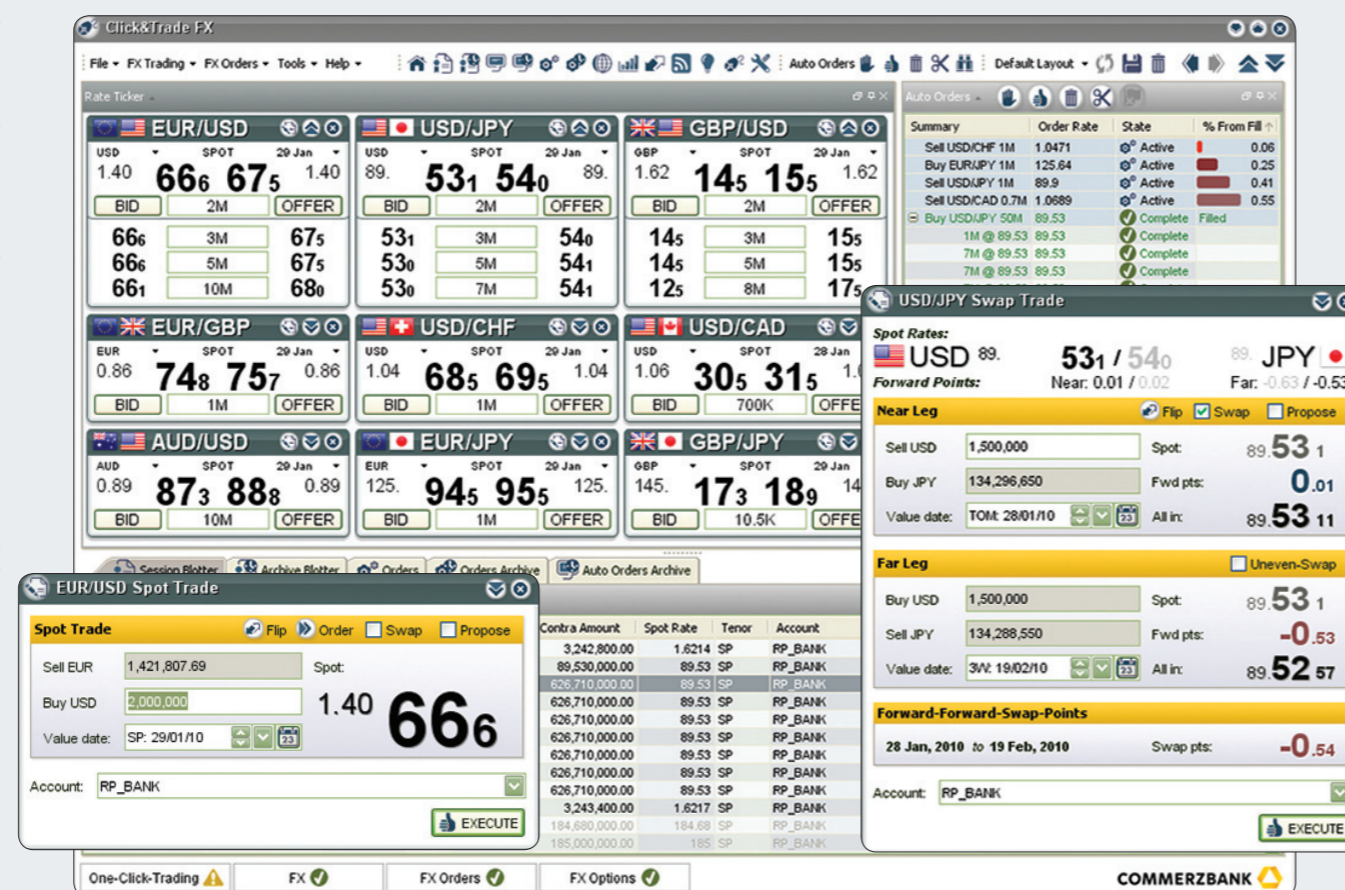 Click&Trade FX
File FX Trading FX Orders Tools Help Auto Orders Default Layout
Rate Ticker
EUR/USD
USD SPOT 29 Jan
1.40 666 675 1.40
BID 2M OFFER
666 3M 675
666 5M 675
661 10M 680
USD/JPY
USD SPOT 29 Jan
89. 531 540 89.
BID 2M OFFER
531 3M 540
530 5M 541
530 7M 541
GBP/USD
GBP SPOT 29 Jan
1.62 145 155 1.62
BID 2M OFFER
145 3M 155
145 5M 155
125 8M 175
EUR/GBP
EUR SPOT 29 Jan
0.86 748 757 0.86
BID 1M OFFER
USD/CHF
USD SPOT 29 Jan
1.04 685 695 1.04
BID 1M OFFER
USD/CAD
USD SPOT 28 Jan
1.06 305 315
BID 700K OFFE
AUD/USD
AUD SPOT 29 Jan
0.89 873 888 0.89
BID 10M OFFER
EUR/JPY
EUR SPOT 29 Jan
125. 945 955 125.
BID 1M OFFER
GBP/JPY
GBP SPOT 29 Jan
145. 173 189 14
BID 10.5K OFFE
Auto Orders
Summary Order Rate State % From Fill
Sell USD/CHF 1M 1.0471 Active 0.06
Buy EUR/JPY 1M 125.64 Active 0.25
Sell USD/JPY 1M 89.9 Active 0.41
Sell USD/CAD 0.7M 1.0689 Active 0.55
Buy USD/JPY 50M 89.53 Complete Filled
1M @ 89.53 89.53 Complete
7M @ 89.53 89.53 Complete
7M @ 89.53 89.53 Complete
USD/JPY Swap Trade
Spot Rates:
USD 89. 531 / 540 89. JPY
Forward Points: Near: 0.01 / 0.02 Far: -0.63 / -0.53
Near Leg Flip Swap Propose
Sell USD 1,500,000 Spot: 89.53 1
Buy JPY 134,296,650 Fwd pts: 0.01
Value date: TOM: 28/01/10 23 All in: 89.53 11
Far Leg Uneven-Swap
Buy USD 1,500,000 Spot: 89.53 1
Sell JPY 134,288,550 Fwd pts: -0.53
Value date: 3W: 19/02/10 23 All in: 89.52 57
Forward-Forward-Swap-Points
28 Jan, 2010 to 19 Feb, 2010 Swap pts: -0.54
Account: RP_BANK
EXECUTE
Session Blotter Archive Blotter Orders Orders Archive Auto Orders Archive
EUR/USD Spot Trade
Spot Trade Flip Order Swap Propose
Sell EUR 1,421,807.69 Spot:
Buy USD 2,000,000 1.40 666
Value date: SP: 29/01/10 23
Account: RP_BANK
EXECUTE
Contra Amount Spot Rate Tenor Account
3,242,800.00 1.6214 SP RP_BANK
89,530,000.00 89.53 SP RP_BANK
626,710,000.00 89.53 SP RP_BANK
626,710,000.00 89.53 SP RP_BANK
626,710,000.00 89.53 SP RP_BANK
626,710,000.00 89.53 SP RP_BANK
626,710,000.00 89.53 SP RP_BANK
626,710,000.00 89.53 SP RP_BANK
626,710,000.00 89.53 SP RP_BANK
3,243,400.00 1.6217 SP RP_BANK
184,680,000.00 184.68 SP RP_BANK
185,000,000.00 185 SP RP_BANK
One-Click-Trading FX FX Orders FX Options
COMMERZBANK